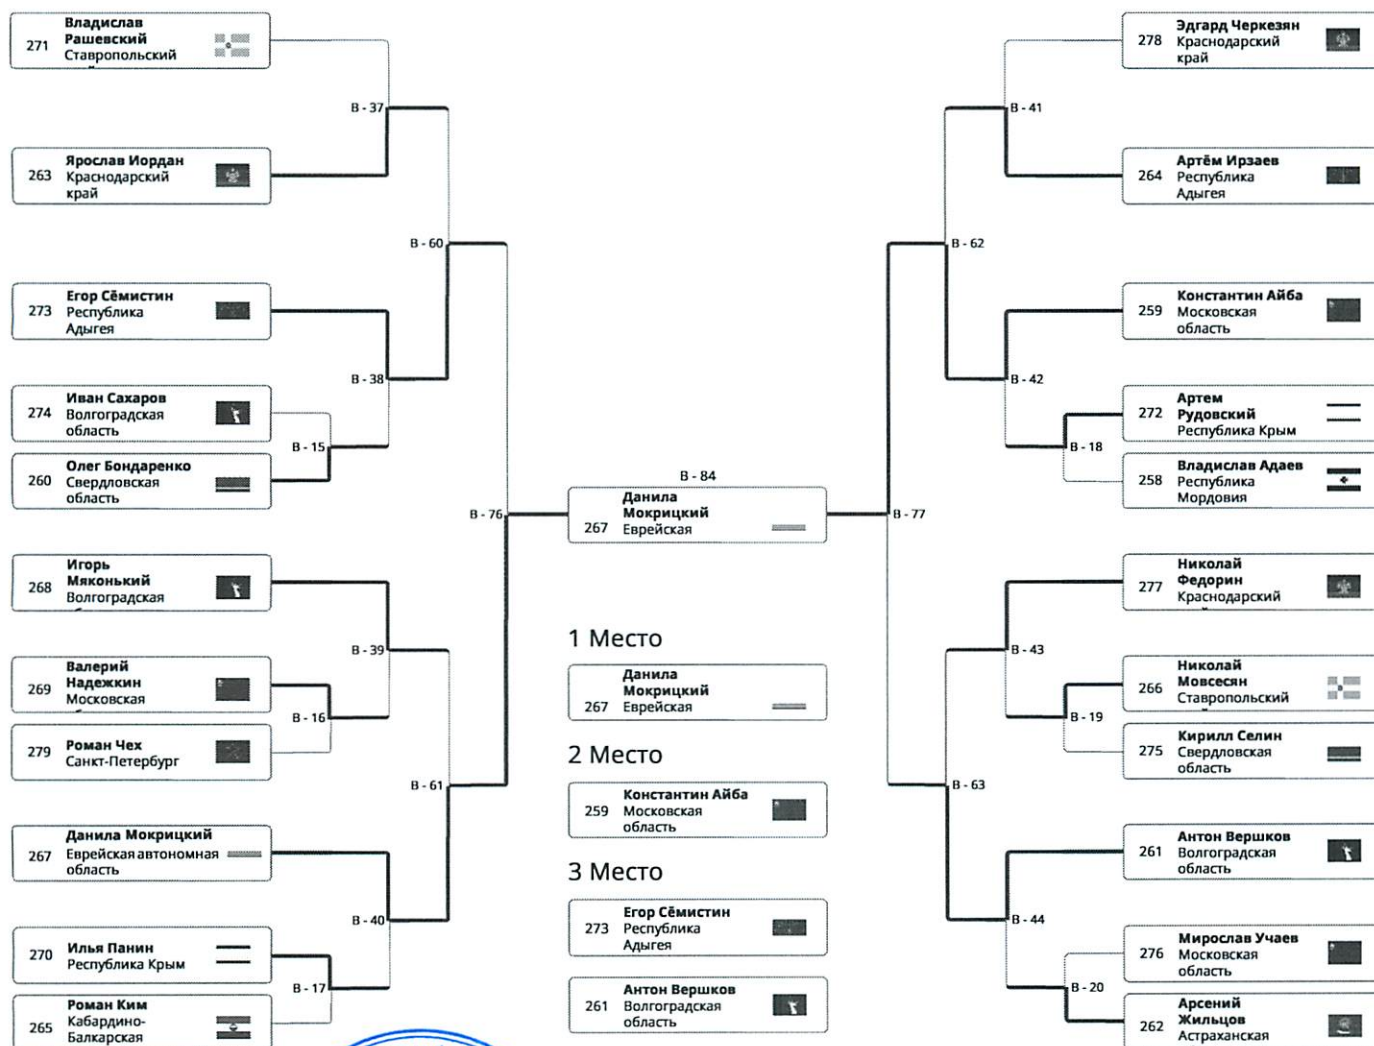 271
Владислав
Рашевский
Ставропольский
B - 37
263
Ярослав Иордан
Краснодарский
край
B - 60
273
Егор Сёмистин
Республика
Адыгея
B - 38
274
Иван Сахаров
Волгоградская
область
B - 15
260
Олег Бондаренко
Свердловская
область
B - 76
268
Игорь
Мяконький
Волгоградская
B - 39
269
Валерий
Надежкин
Московская
B - 16
279
Роман Чех
Санкт-Петербург
B - 61
267
Данила Мокрицкий
Еврейская автономная
область
B - 40
270
Илья Панин
Республика Крым
B - 17
265
Роман Ким
Кабардино-
Балкарская
B - 84
267
Данила
Мокрицкий
Еврейская
1 Место
267
Данила
Мокрицкий
Еврейская
2 Место
259
Константин Айба
Московская
область
3 Место
273
Егор Сёмистин
Республика
Адыгея
261
Антон Вершков
Волгоградская
область
278
Эдгард Черкезян
Краснодарский
край
B - 41
264
Артём Ирзаев
Республика
Адыгея
B - 62
259
Константин Айба
Московская
область
B - 42
272
Артем
Рудовский
Республика Крым
B - 18
258
Владислав Адаев
Республика
Мордовия
B - 77
277
Николай
Федорин
Краснодарский
B - 43
266
Николай
Мовсесян
Ставропольский
B - 19
275
Кирилл Селин
Свердловская
область
B - 63
261
Антон Вершков
Волгоградская
область
B - 44
276
Мирослав Учаев
Московская
область
B - 20
262
Арсений
Жильцов
Астраханская